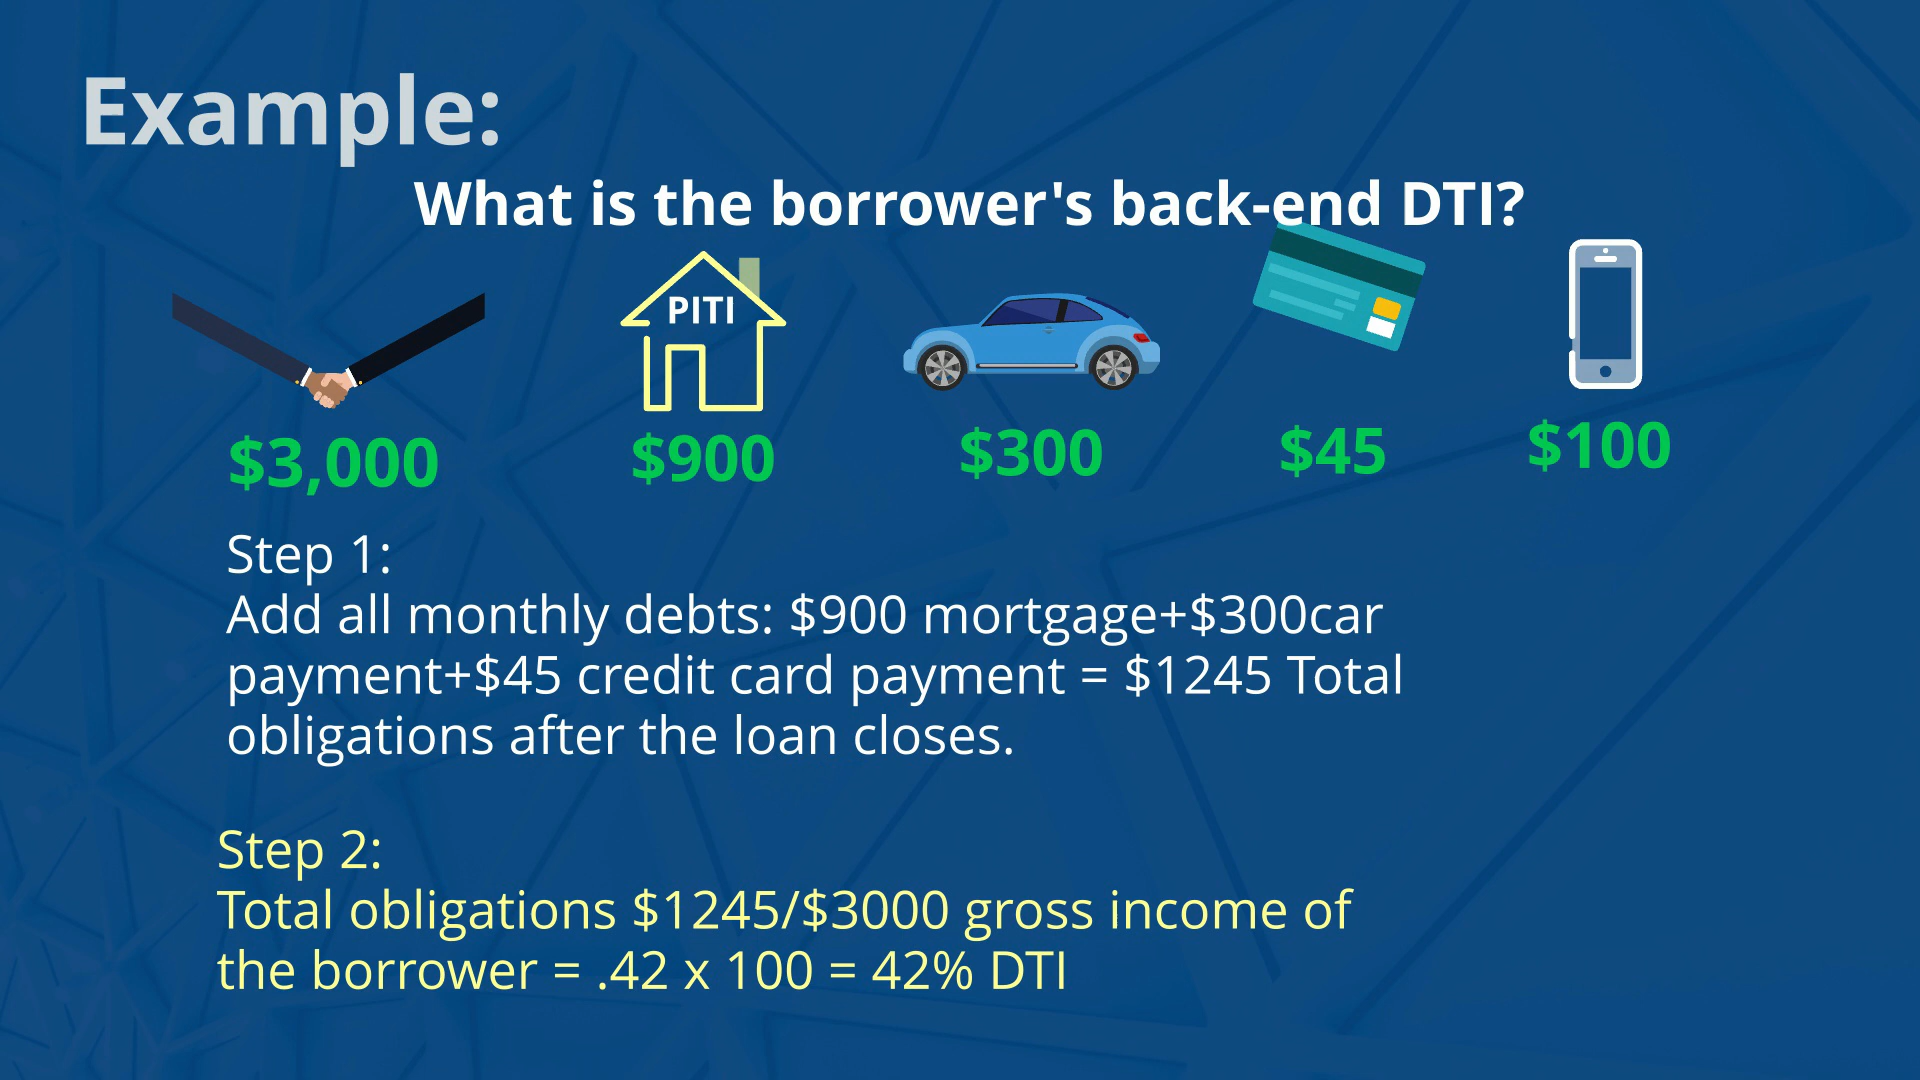 Example:
What is the borrower's back-end DTI?
PITI
$3,000
$900
$300
$45
$100
Step 1:
Add all monthly debts: $900 mortgage+$300car
payment+$45 credit card payment = $1245 Total
obligations after the loan closes.
Step 2:
Total obligations $1245/$3000 gross income of
the borrower = .42 x 100 = 42% DTI